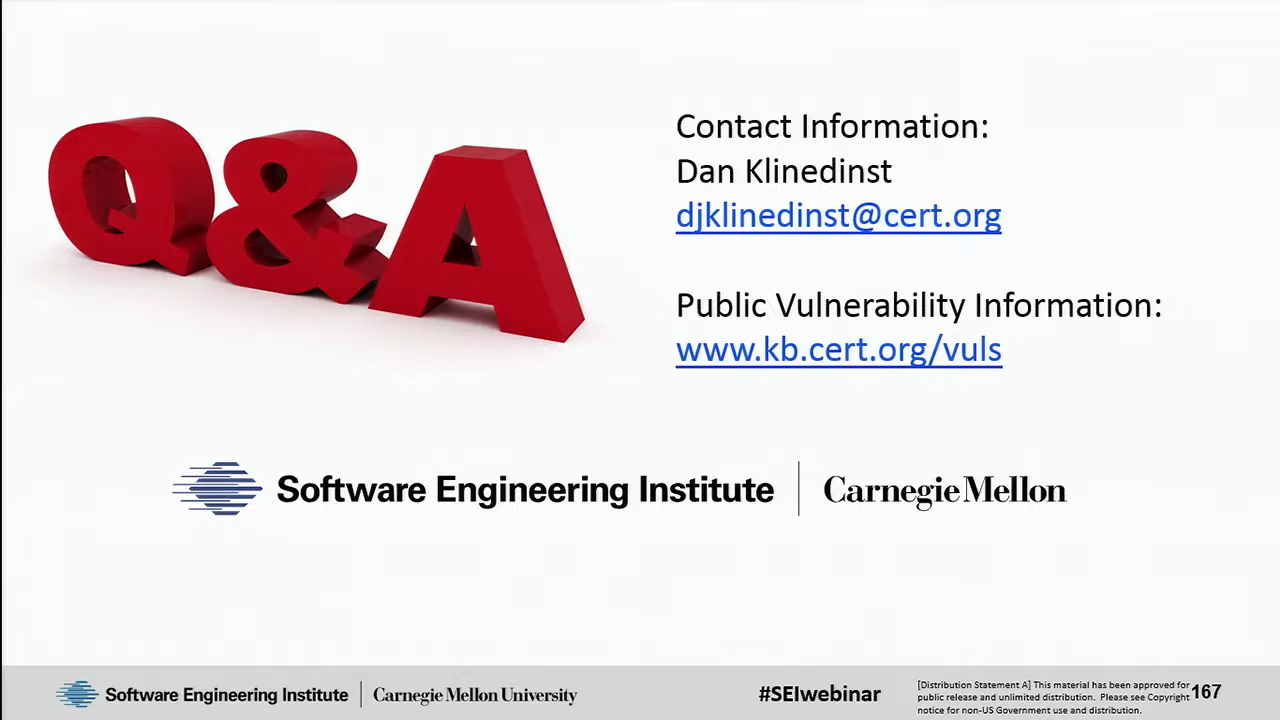 Q&A
Contact Information:
Dan Klinedinst
djklinedinst@cert.org
Public Vulnerability Information:
www.kb.cert.org/vuls
Software Engineering Institute
Carnegie Mellon
Software Engineering Institute
Carnegie Mellon University
#SEIwebinar
[Distribution Statement A] This material has been approved for
public release and unlimited distribution. Please see Copyright
notice for non-US Government use and distribution.
167